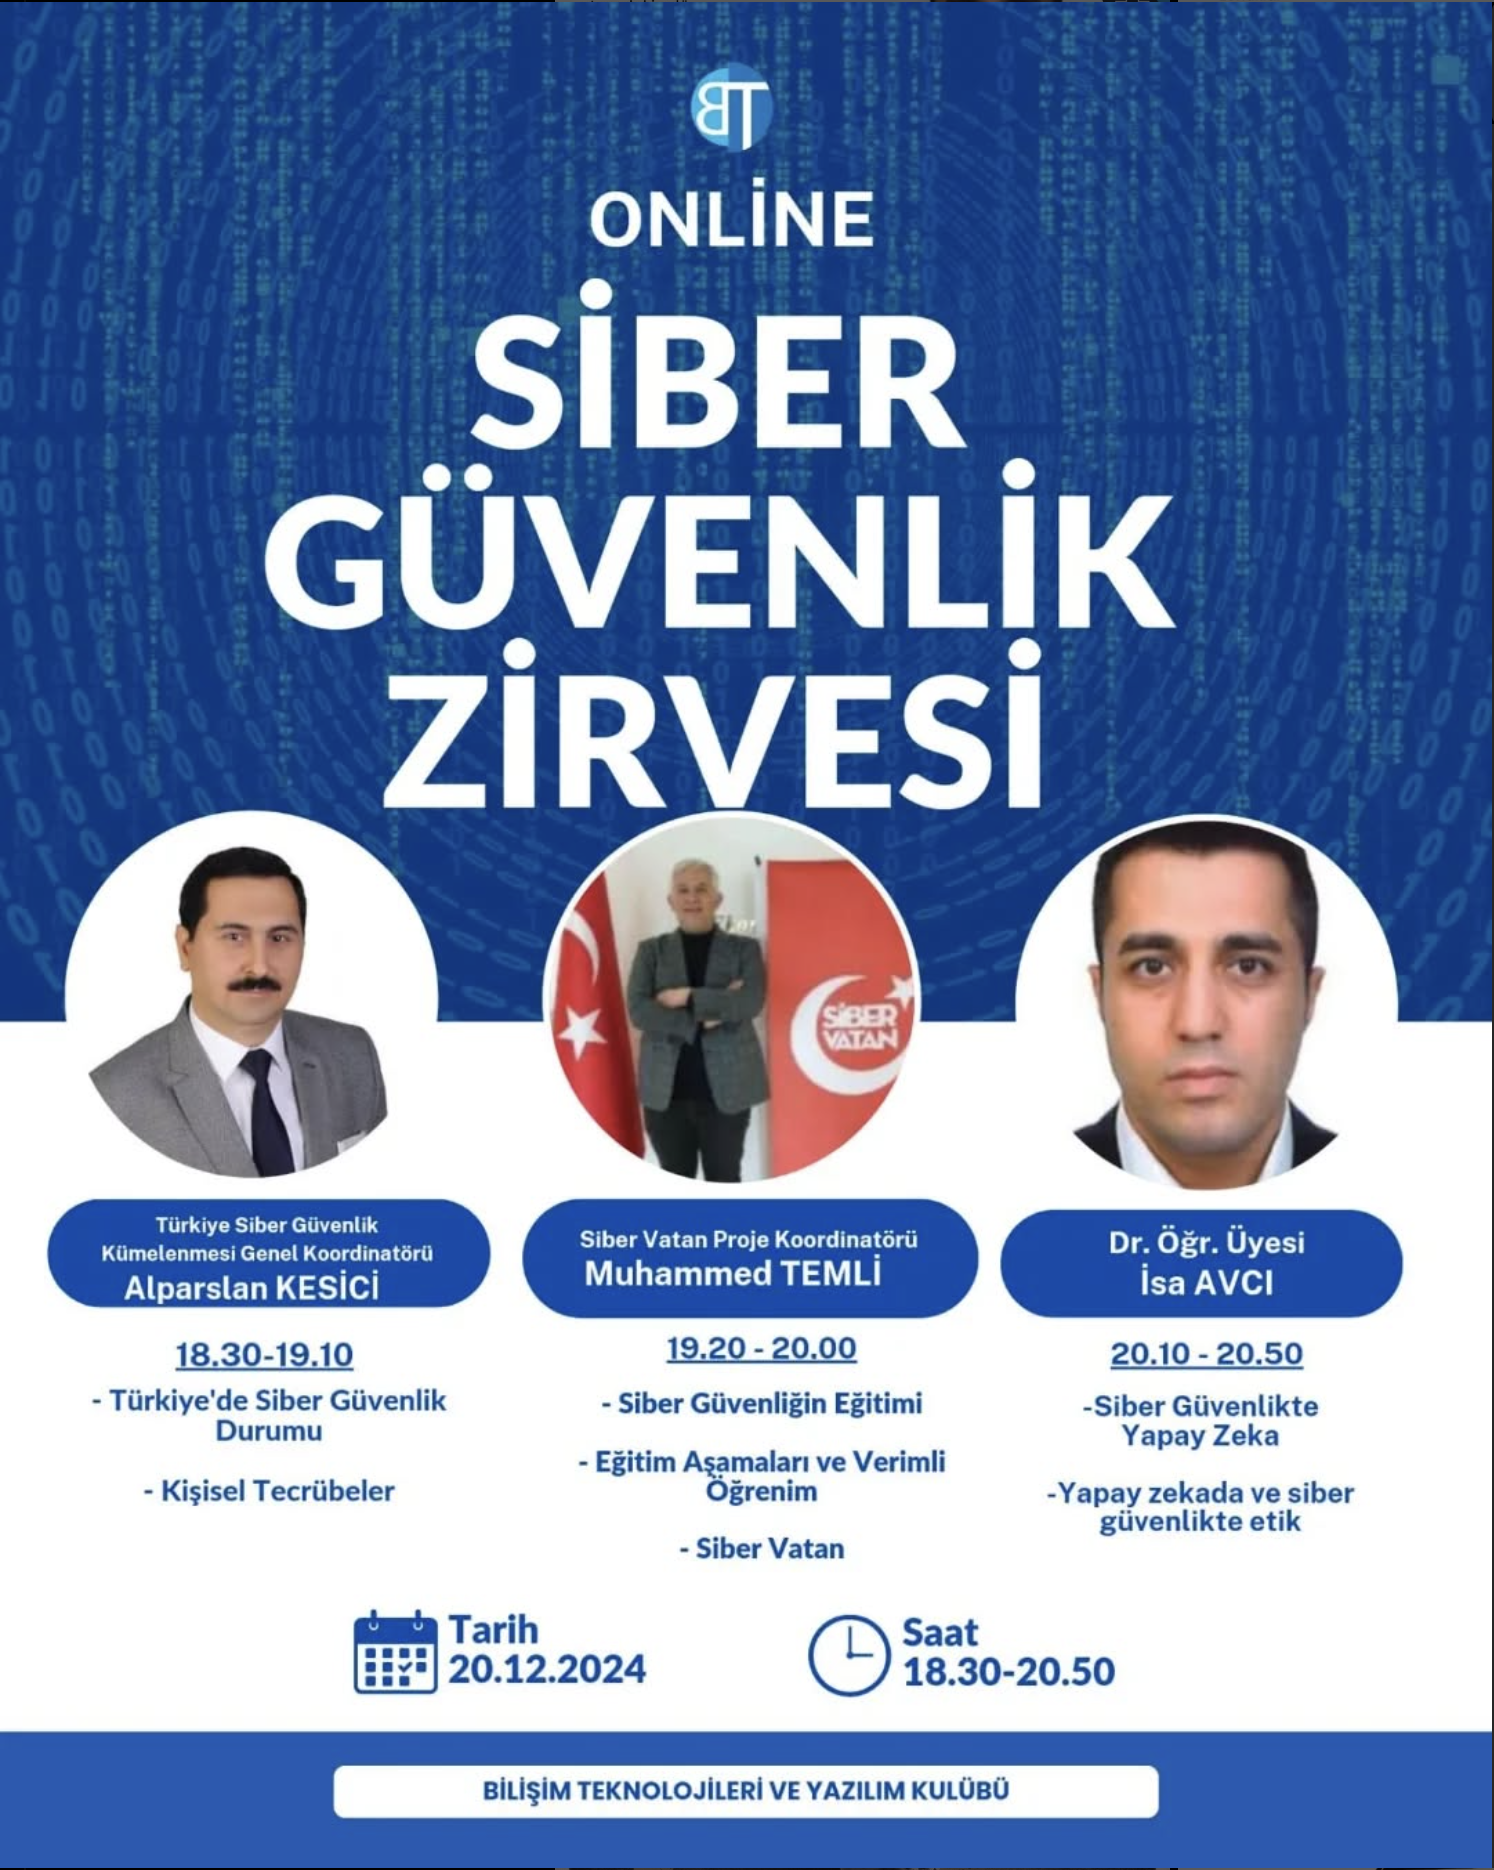 BT
ONLİNE
SİBER
GÜVENLİK
ZİRVESİ
SİBER
VATAN
Türkiye Siber Güvenlik
Kümelenmesi Genel Koordinatörü
Alparslan KESİCİ
18.30-19.10
- Türkiye'de Siber Güvenlik
Durumu
- Kişisel Tecrübeler
Siber Vatan Proje Koordinatörü
Muhammed TEMLİ
19.20 - 20.00
- Siber Güvenliğin Eğitimi
- Eğitim Aşamaları ve Verimli
Öğrenim
- Siber Vatan
Dr. Öğr. Üyesi
İsa AVCI
20.10 - 20.50
-Siber Güvenlikte
Yapay Zeka
-Yapay zekada ve siber
güvenlikte etik
Tarih
20.12.2024
Saat
18.30-20.50
BİLİŞİM TEKNOLOJİLERİ VE YAZILIM KULÜBÜ